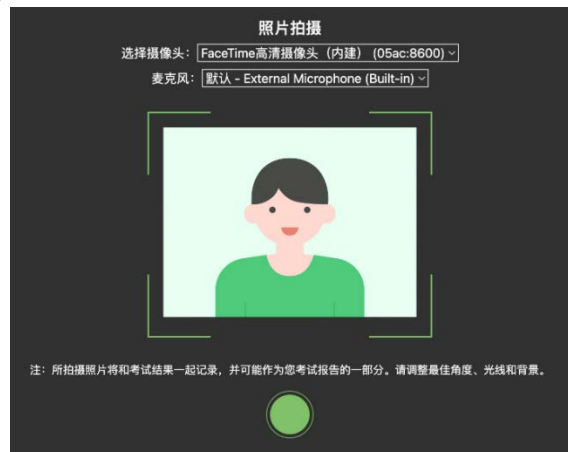 照片拍摄
选择摄像头： FaceTime高清摄像头（内建） (05ac:8600)
麦克风： 默认 - External Microphone (Built-in)
注：所拍摄照片将和考试结果一起记录，并可能作为您考试报告的一部分。请调整最佳角度、光线和背景。